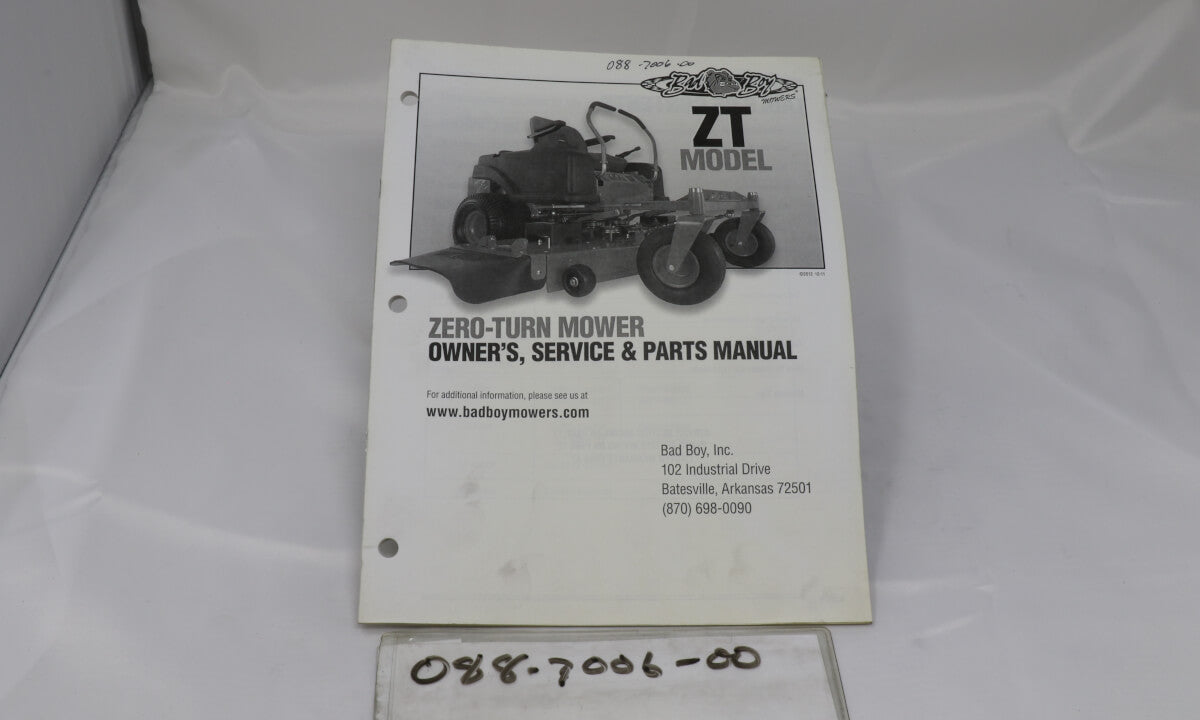 088-7006-00
Bad Boy
MOWERS
ZT
MODEL
ZERO-TURN MOWER
OWNER'S, SERVICE & PARTS MANUAL
For additional information, please see us at
www.badboymowers.com
Bad Boy, Inc.
102 Industrial Drive
Batesville, Arkansas 72501
(870) 698-0090
088-7006-00